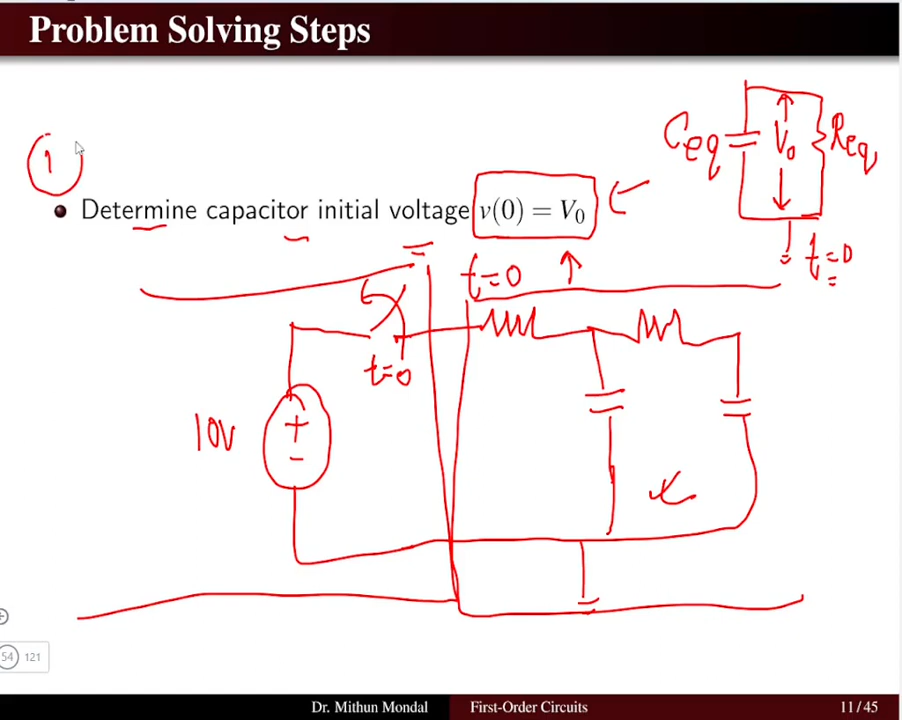 Problem Solving Steps
1
Determine capacitor initial voltage v(0) = V₀
Ceq V₀ Req
t=0
t=0
t=0
10V
+
−
54 121
Dr. Mithun Mondal First-Order Circuits 11 / 45